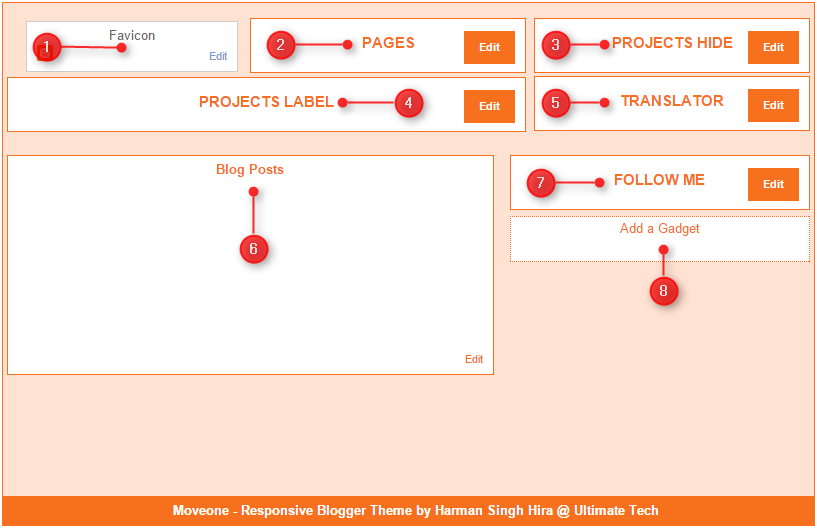 1 Favicon
Edit
2 PAGES Edit
3 PROJECTS HIDE Edit
PROJECTS LABEL 4 Edit
5 TRANSLATOR Edit
Blog Posts
6
Edit
7 FOLLOW ME Edit
Add a Gadget
8
Moveone - Responsive Blogger Theme by Harman Singh Hira @ Ultimate Tech